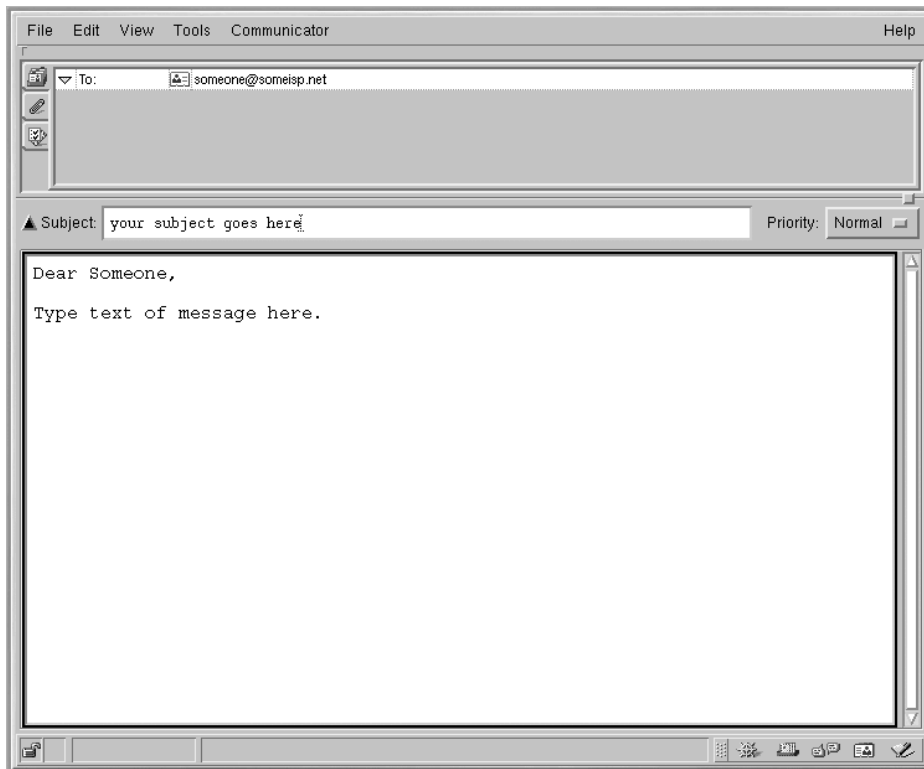 File Edit View Tools Communicator Help
To: someone@someisp.net
Subject: your subject goes here Priority: Normal
Dear Someone,
Type text of message here.